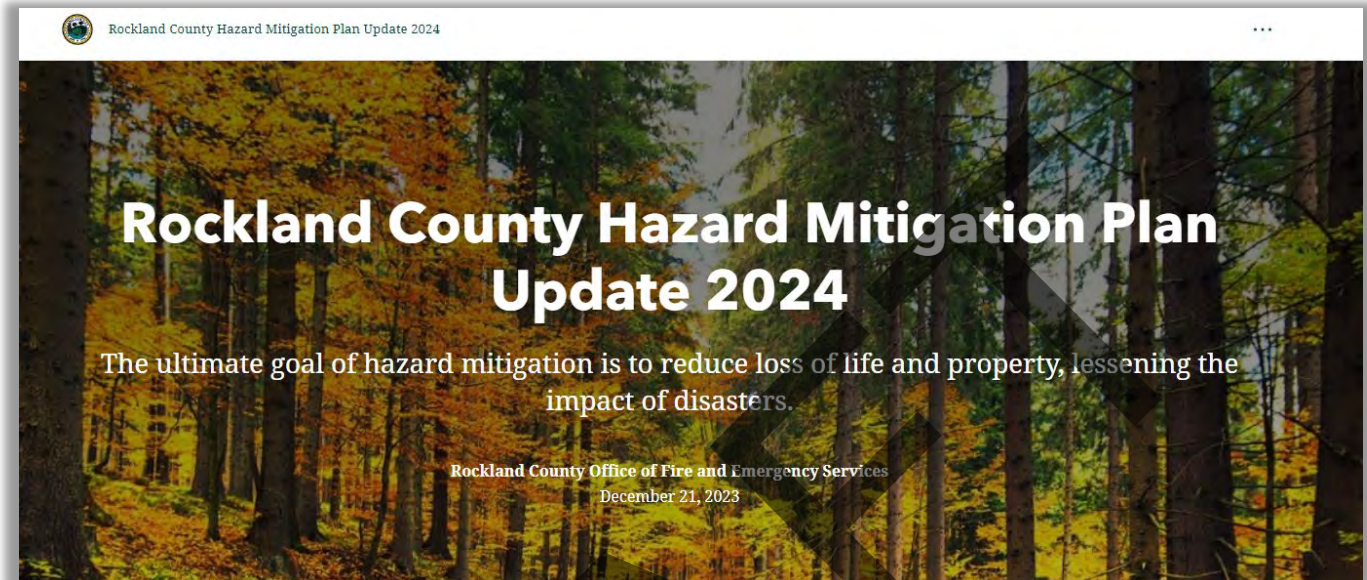 Rockland County Hazard Mitigation Plan Update 2024
Rockland County Hazard Mitigation Plan
Update 2024
The ultimate goal of hazard mitigation is to reduce loss of life and property, lessening the
impact of disasters.
Rockland County Office of Fire and Emergency Services
December 21, 2023